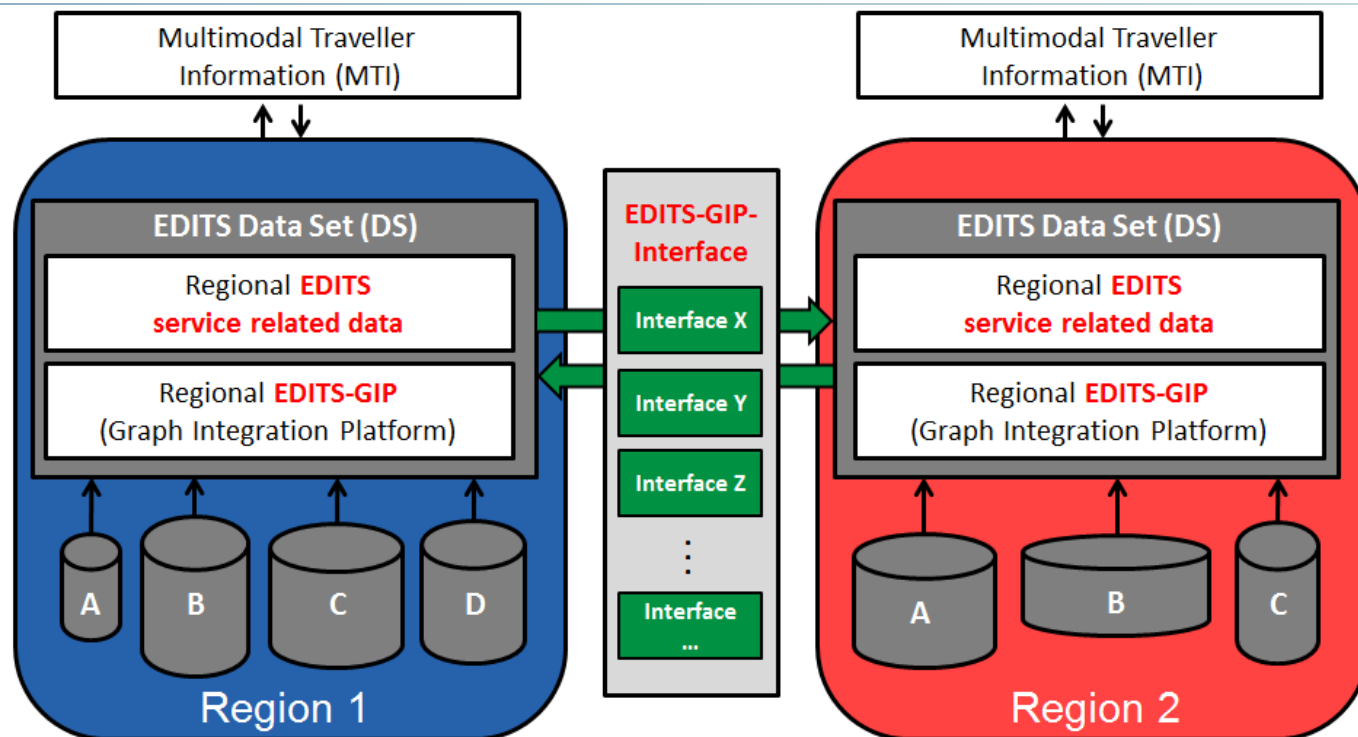 Multimodal Traveller
Information (MTI)
Multimodal Traveller
Information (MTI)
EDITS Data Set (DS)
Regional EDITS
service related data
Regional EDITS-GIP
(Graph Integration Platform)
A
B
C
D
Region 1
EDITS-GIP-
Interface
Interface X
Interface Y
Interface Z
⋮
Interface
...
EDITS Data Set (DS)
Regional EDITS
service related data
Regional EDITS-GIP
(Graph Integration Platform)
A
B
C
Region 2